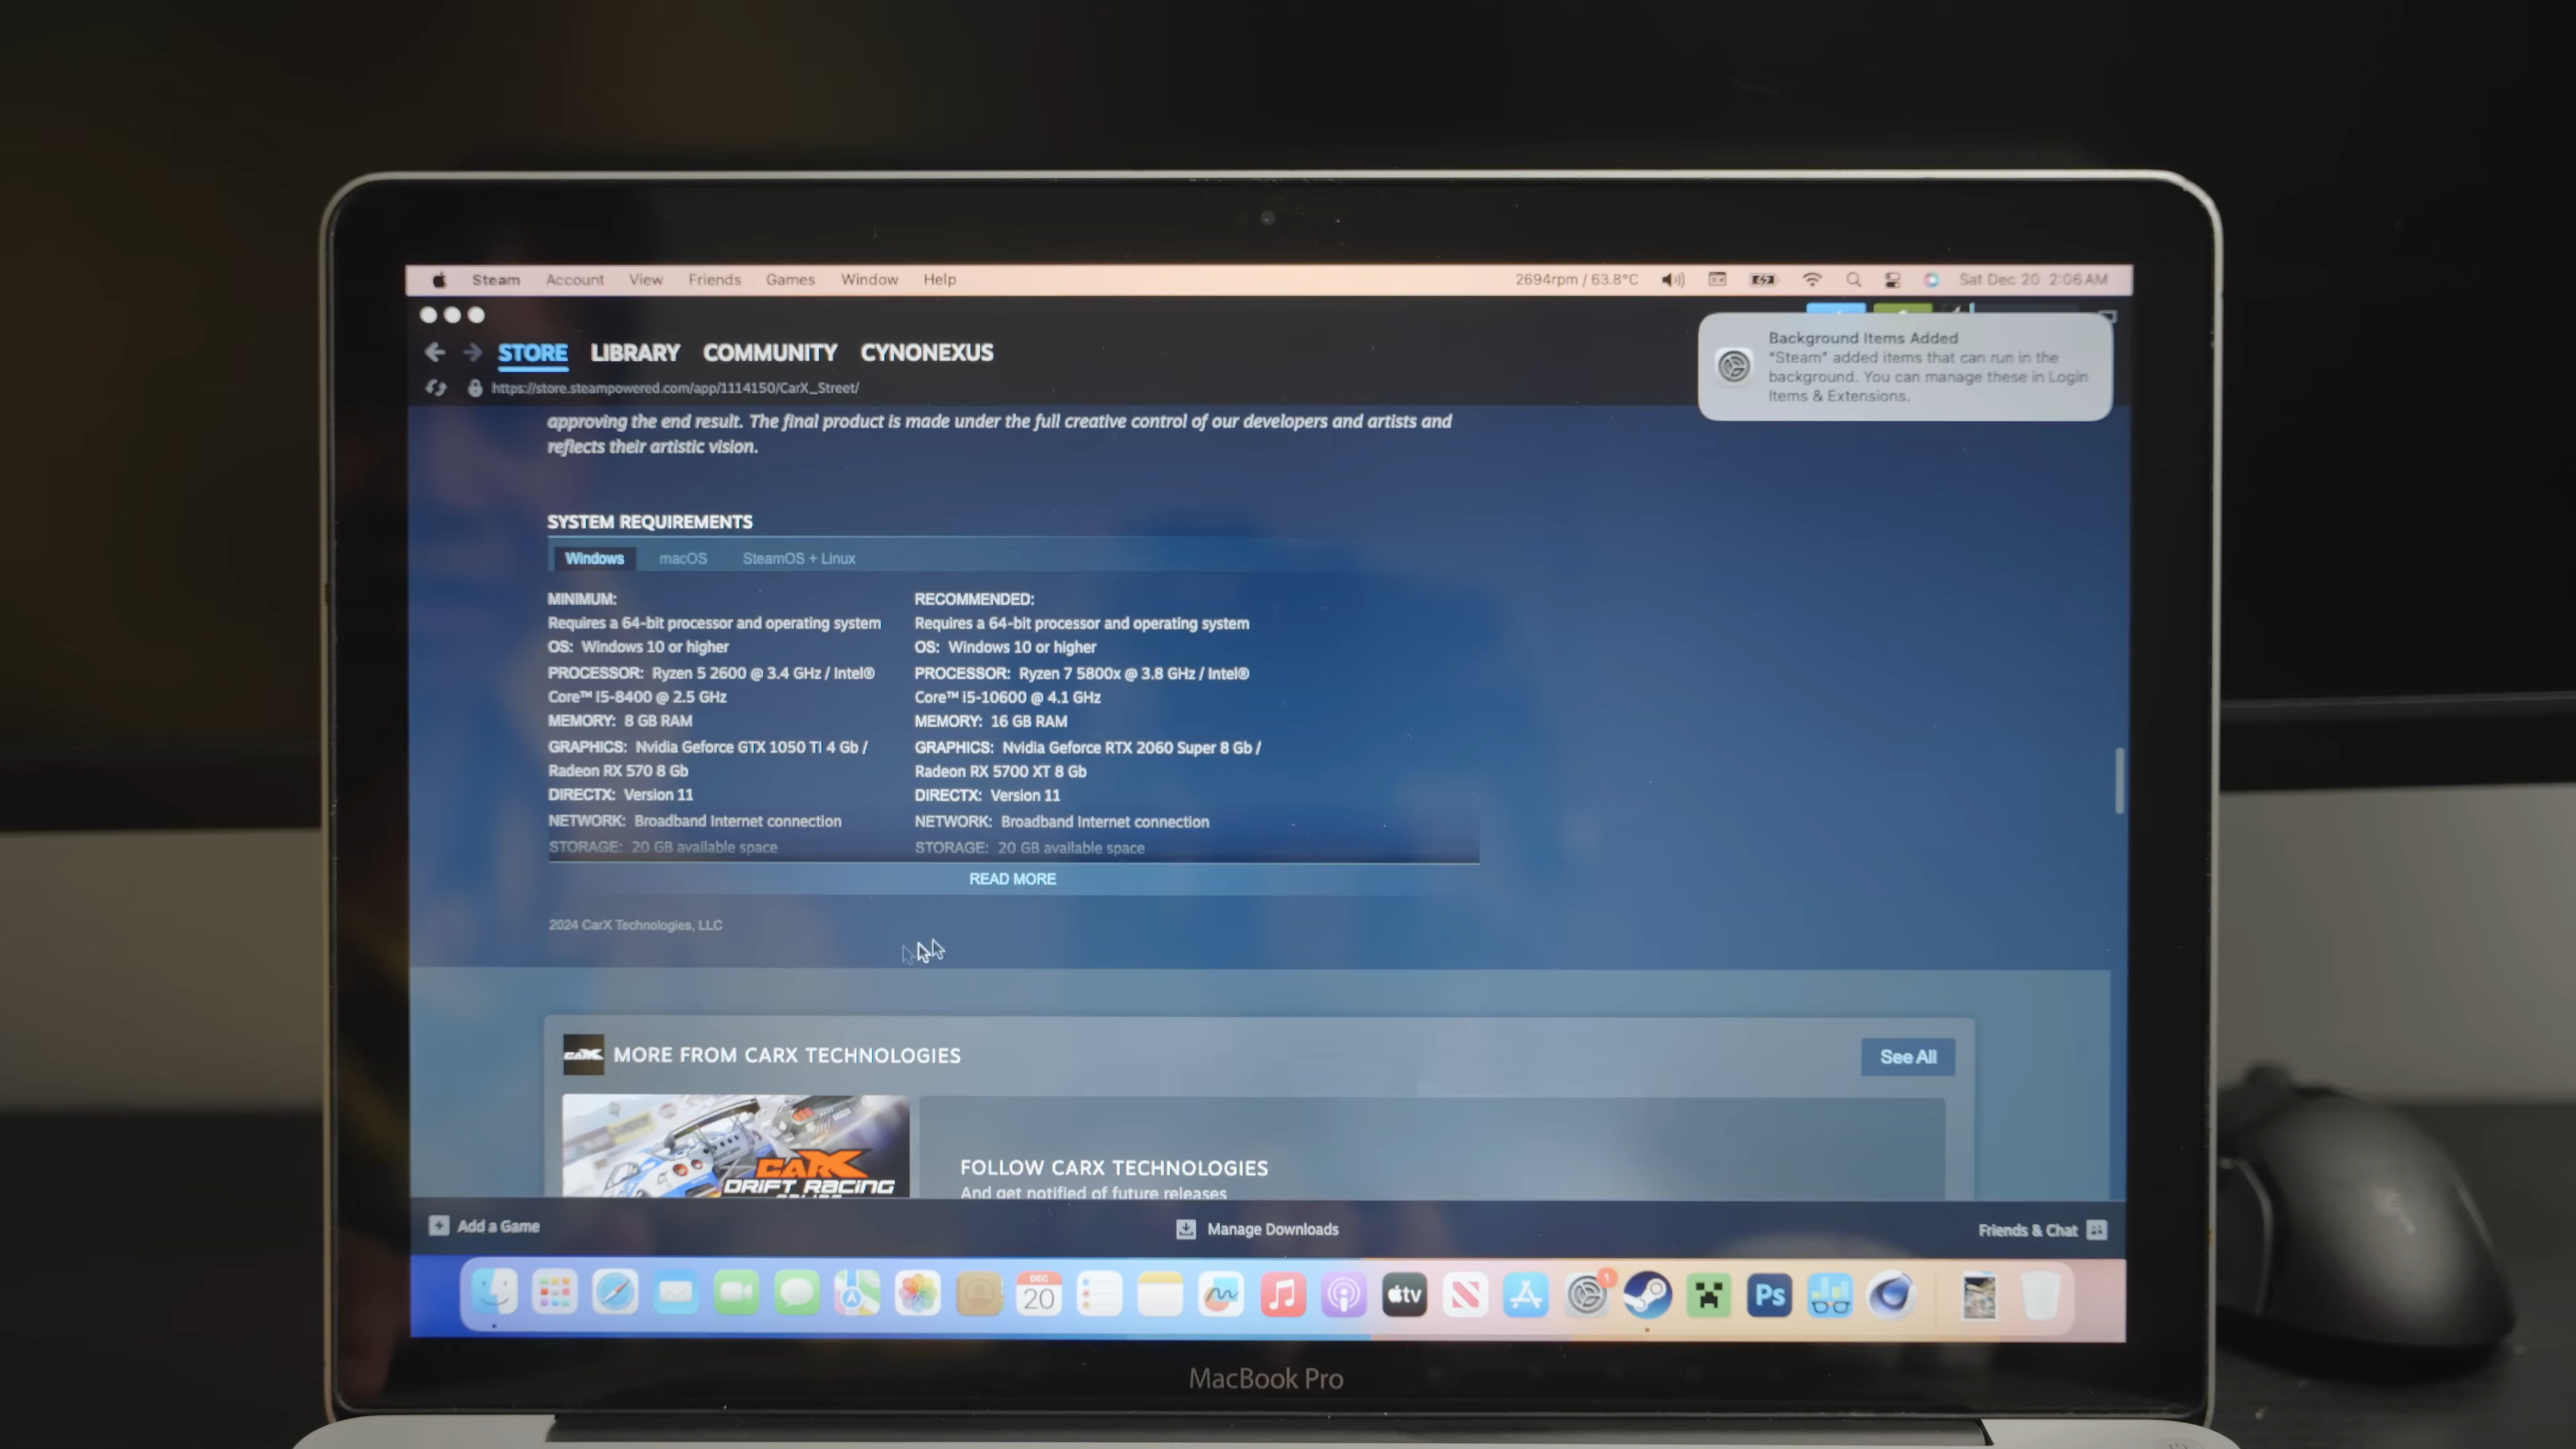 Steam Account View Friends Games Window Help 2694rpm / 63.8°C Sat Dec 20 2:06 AM
STORE LIBRARY COMMUNITY CYNONEXUS
https://store.steampowered.com/app/1114150/CarX_Street/
Background Items Added
"Steam" added items that can run in the
background. You can manage these in Login
Items & Extensions.
approving the end result. The final product is made under the full creative control of our developers and artists and
reflects their artistic vision.
SYSTEM REQUIREMENTS
Windows macOS SteamOS + Linux
MINIMUM:
Requires a 64-bit processor and operating system
OS: Windows 10 or higher
PROCESSOR: Ryzen 5 2600 @ 3.4 GHz / Intel®
Core™ I5-8400 @ 2.5 GHz
MEMORY: 8 GB RAM
GRAPHICS: Nvidia Geforce GTX 1050 TI 4 Gb /
Radeon RX 570 8 Gb
DIRECTX: Version 11
NETWORK: Broadband Internet connection
STORAGE: 20 GB available space
RECOMMENDED:
Requires a 64-bit processor and operating system
OS: Windows 10 or higher
PROCESSOR: Ryzen 7 5800x @ 3.8 GHz / Intel®
Core™ i5-10600 @ 4.1 GHz
MEMORY: 16 GB RAM
GRAPHICS: Nvidia Geforce RTX 2060 Super 8 Gb /
Radeon RX 5700 XT 8 Gb
DIRECTX: Version 11
NETWORK: Broadband Internet connection
STORAGE: 20 GB available space
READ MORE
2024 CarX Technologies, LLC
CARX MORE FROM CARX TECHNOLOGIES
See All
CARX
DRIFT RACING
FOLLOW CARX TECHNOLOGIES
And get notified of future releases
Add a Game Manage Downloads Friends & Chat
DEC
20
tv
1
Ps
MacBook Pro